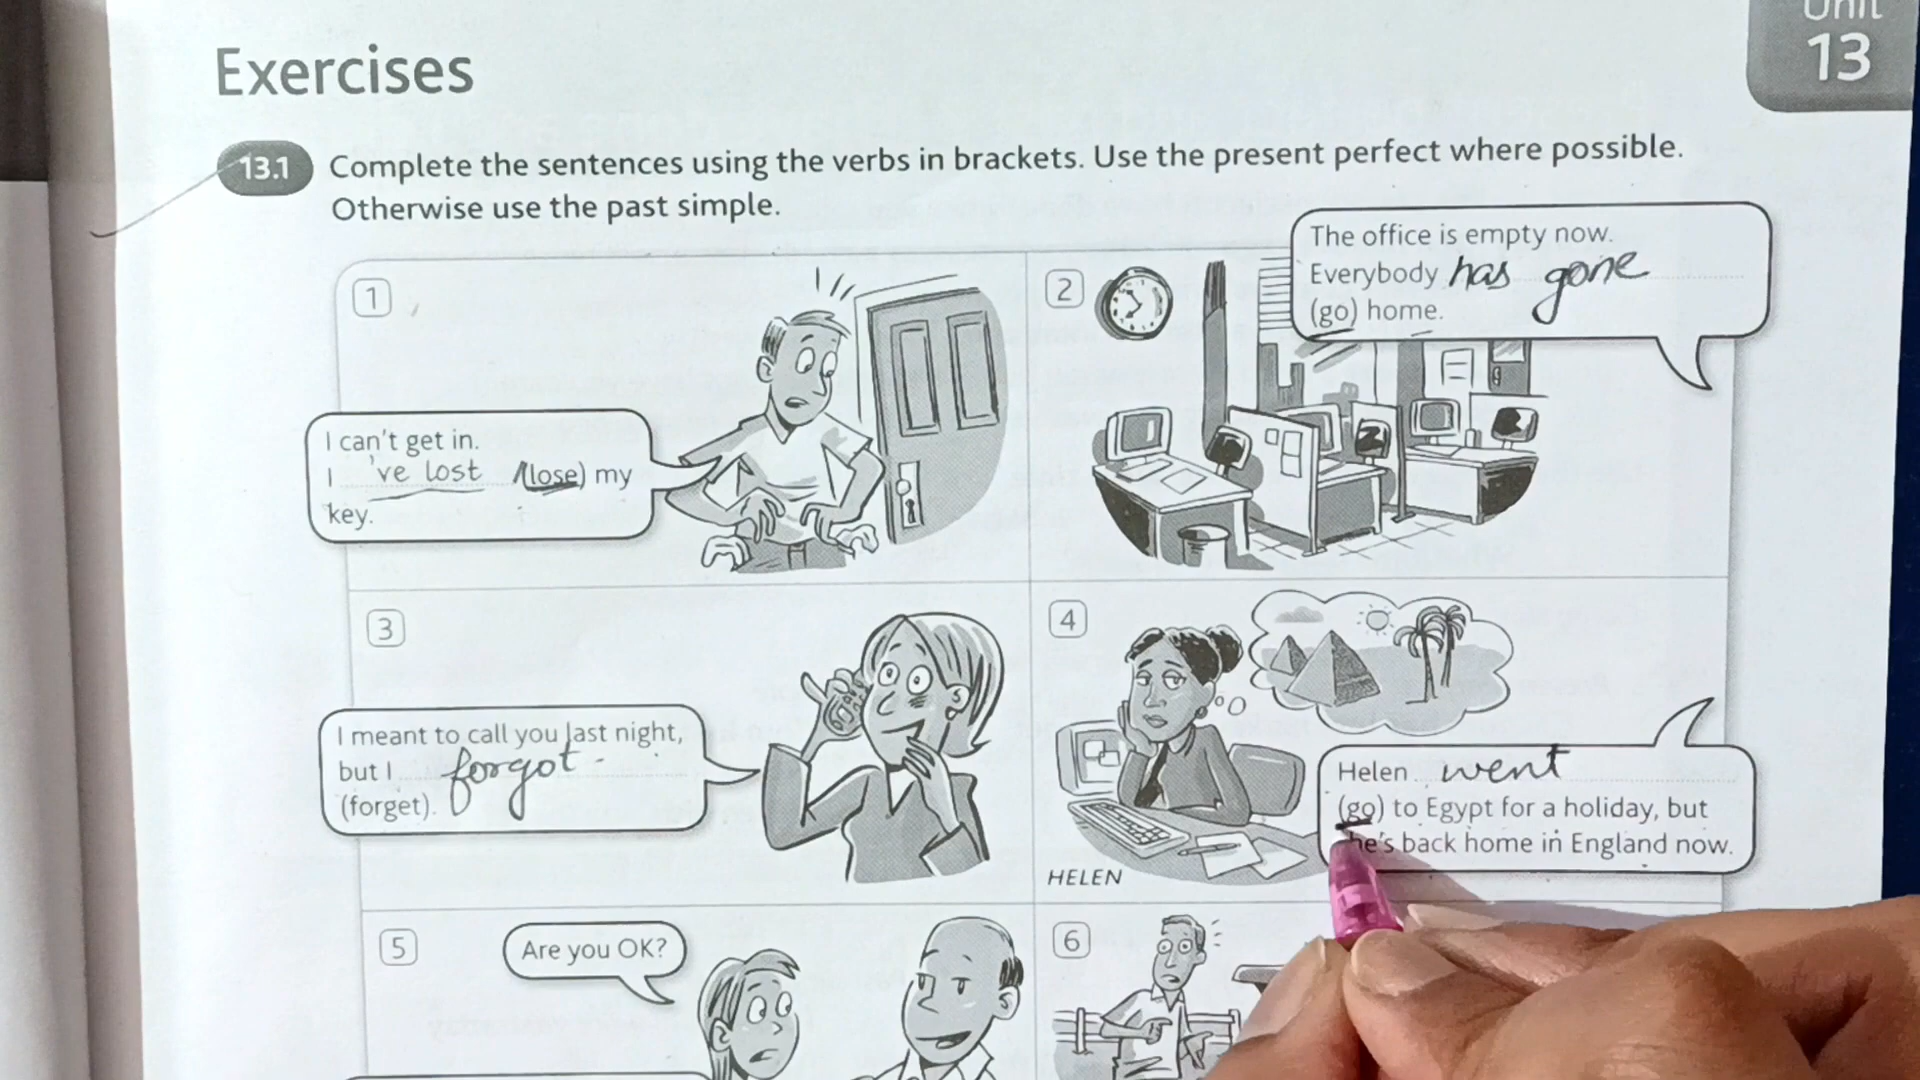 Unit
13
Exercises
13.1 Complete the sentences using the verbs in brackets. Use the present perfect where possible.
Otherwise use the past simple.
1
I can't get in.
I 've lost (lose) my
key.
2
The office is empty now.
Everybody has gone
(go) home.
3
I meant to call you last night,
but I forgot
(forget).
4
HELEN
Helen went
(go) to Egypt for a holiday, but
he's back home in England now.
5
Are you OK?
6